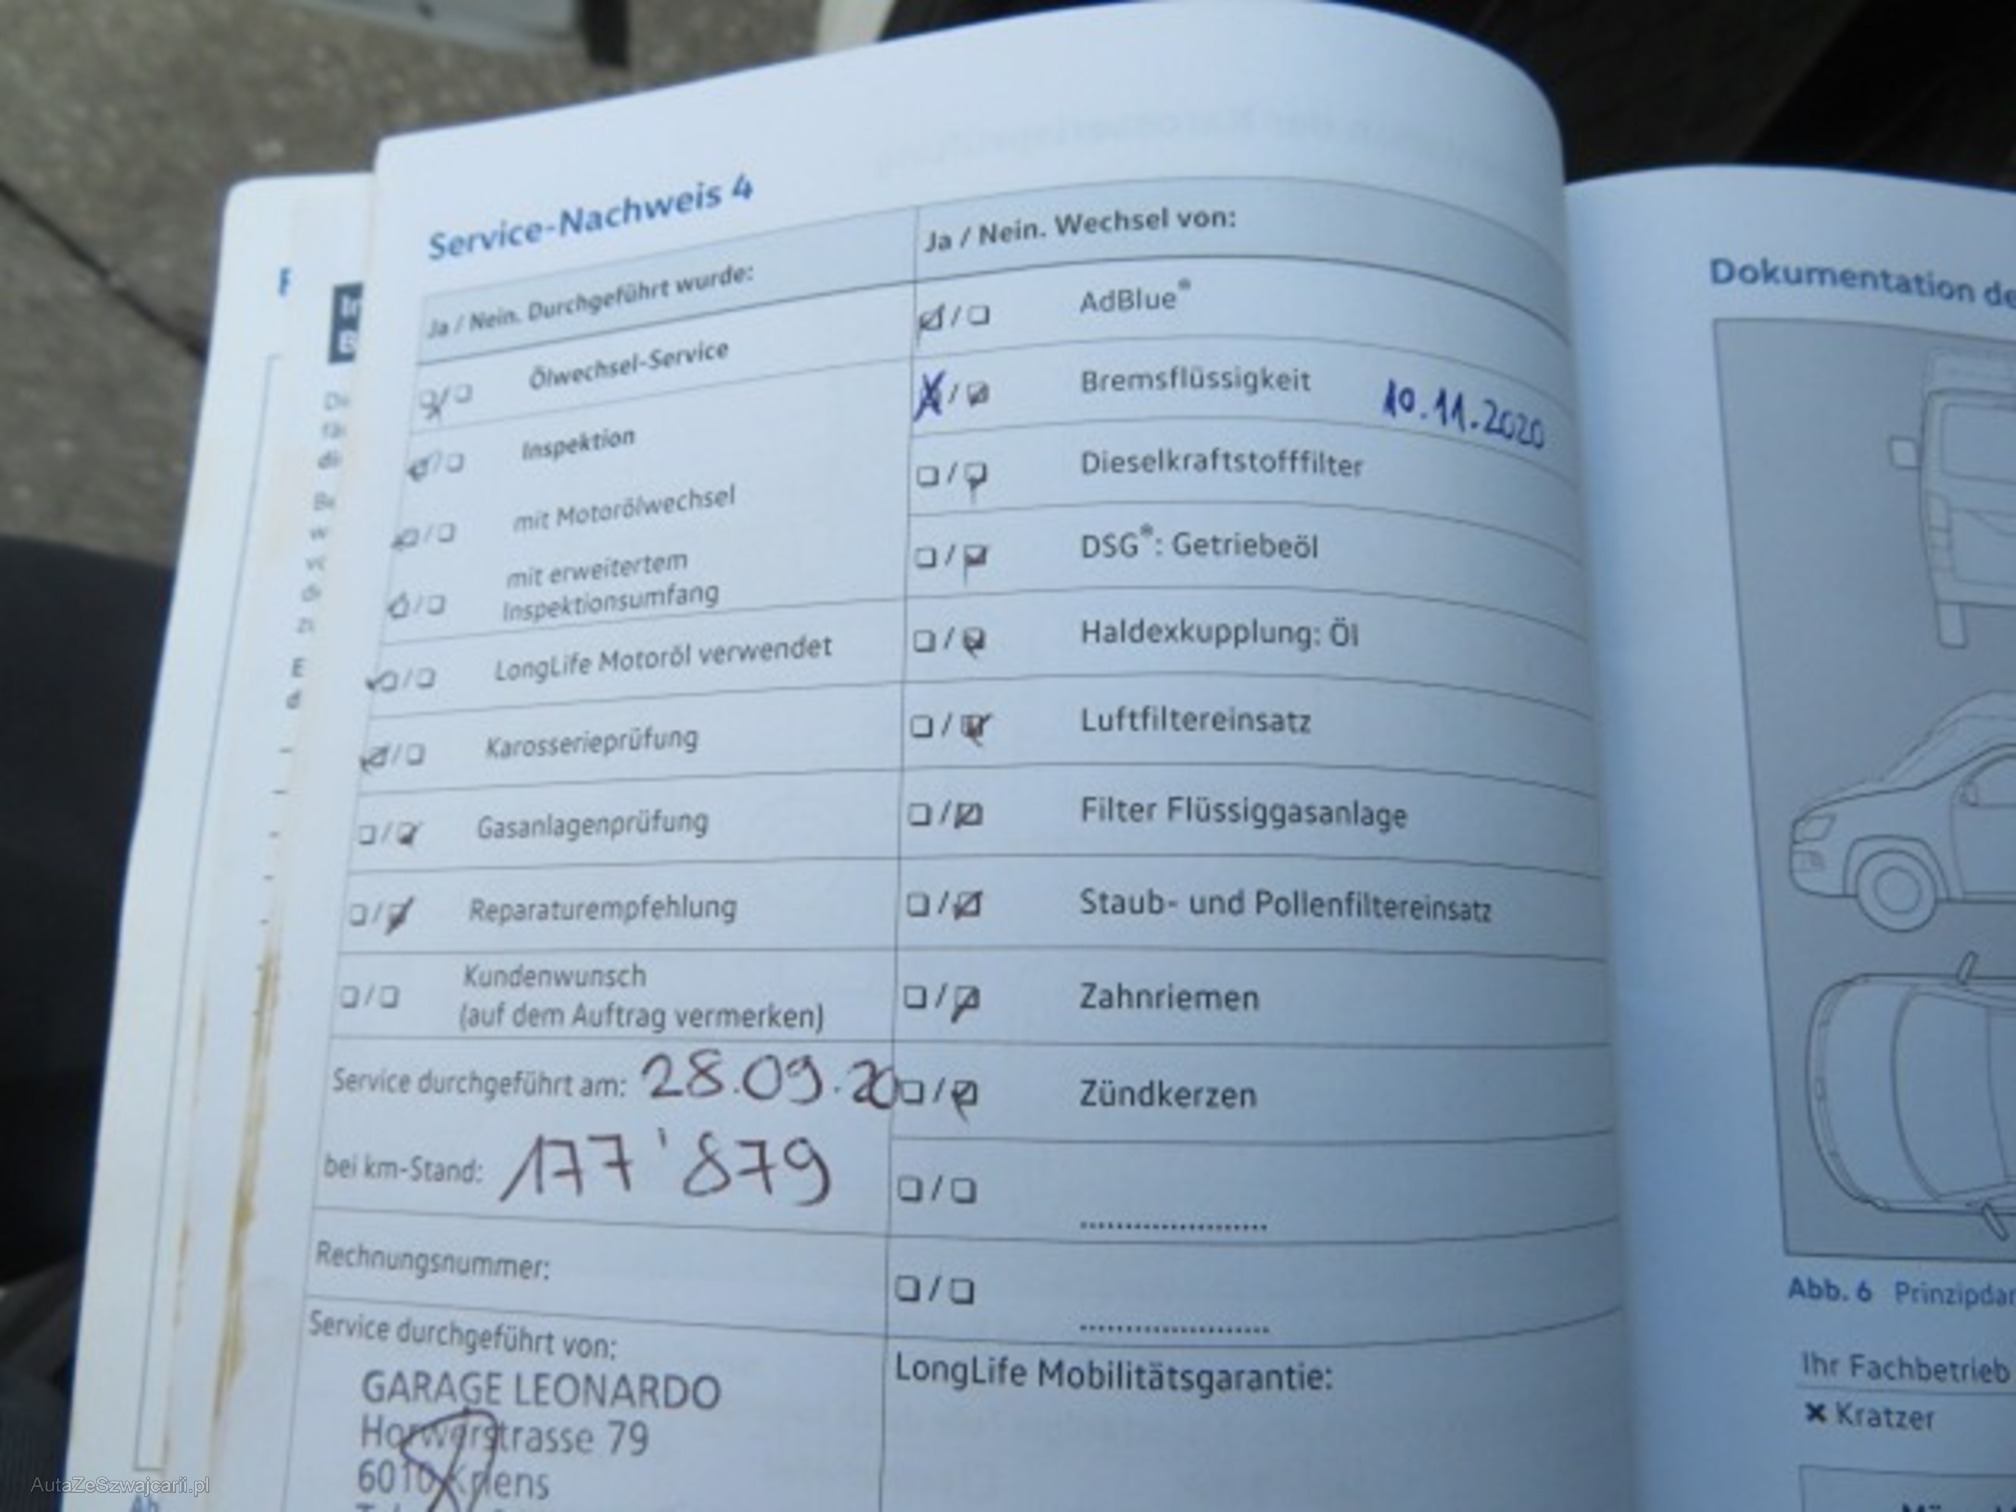 Service-Nachweis 4
Ja / Nein. Durchgeführt wurde:
Ölwechsel-Service
Inspektion
mit Motorölwechsel
mit erweitertem
Inspektionsumfang
LongLife Motoröl verwendet
Karosserieprüfung
Gasanlagenprüfung
Reparaturempfehlung
Kundenwunsch
(auf dem Auftrag vermerken)
Service durchgeführt am: 28.09.20
bei km-Stand: 177'879
Rechnungsnummer:
Service durchgeführt von:
GARAGE LEONARDO
Horwerstrasse 79
6010 Kriens
Ja / Nein. Wechsel von:
AdBlue®
Bremsflüssigkeit 10.11.2020
Dieselkraftstofffilter
DSG®: Getriebeöl
Haldexkupplung: Öl
Luftfiltereinsatz
Filter Flüssiggasanlage
Staub- und Pollenfiltereinsatz
Zahnriemen
Zündkerzen
LongLife Mobilitätsgarantie:
Dokumentation
Abb. 6
Ihr Fachbetrieb
✖ Kratzer
AutaZeSzwajcarii.pl